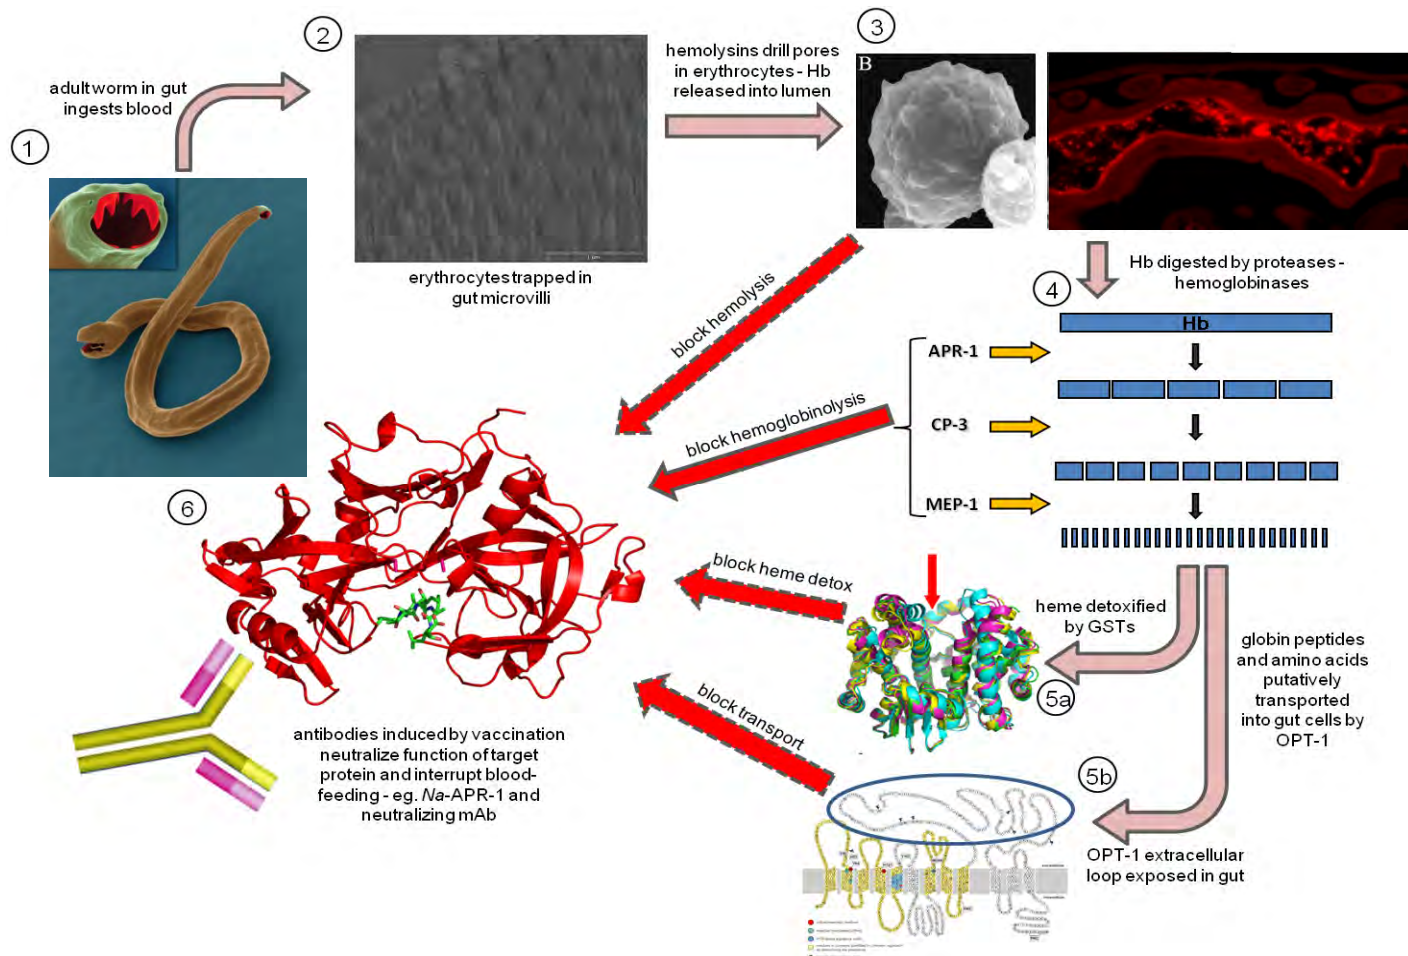 1
adult worm in gut
ingests blood
2
erythrocytes trapped in
gut microvilli
hemolysins drill pores
in erythrocytes - Hb
released into lumen
3
B
Hb digested by proteases -
hemoglobinases
4
Hb
APR-1
CP-3
MEP-1
block hemolysis
block hemoglobinolysis
block heme detox
block transport
heme detoxified
by GSTs
5a
globin peptides
and amino acids
putatively
transported
into gut cells by
OPT-1
5b
OPT-1 extracellular
loop exposed in gut
6
antibodies induced by vaccination
neutralize function of target
protein and interrupt blood-
feeding - eg. Na-APR-1 and
neutralizing mAb